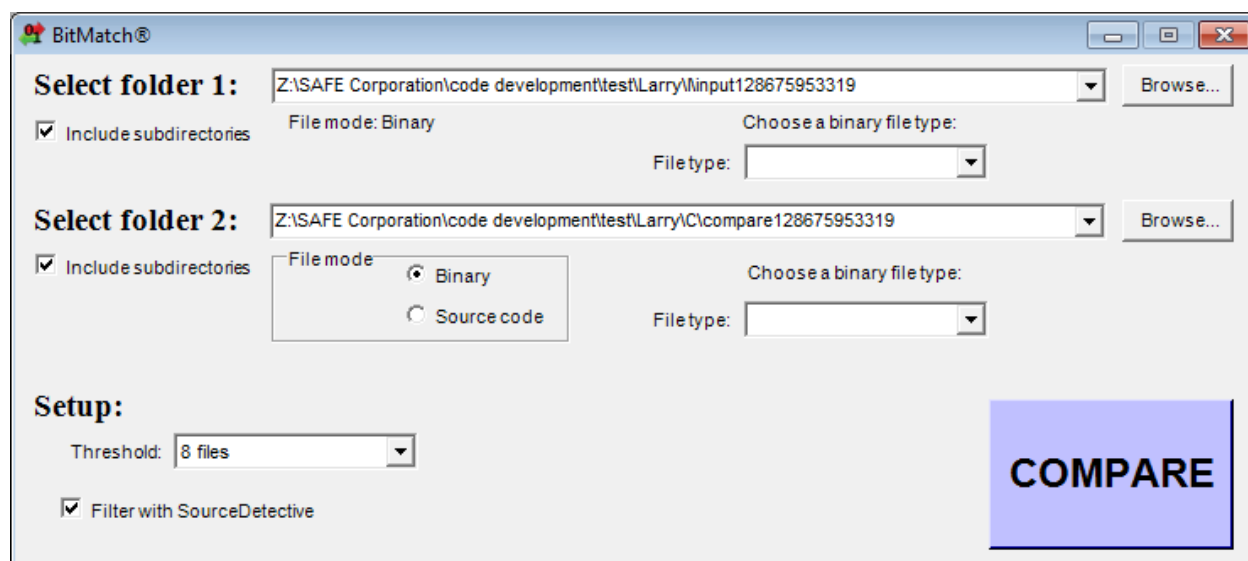 BitMatch®
Select folder 1: Z:\SAFE Corporation\code development\test\Larry\I\input128675953319 Browse...
Include subdirectories File mode: Binary Choose a binary file type:
File type:
Select folder 2: Z:\SAFE Corporation\code development\test\Larry\C\compare128675953319 Browse...
Include subdirectories File mode Binary Choose a binary file type:
Source code File type:
Setup:
Threshold: 8 files
COMPARE
Filter with SourceDetective